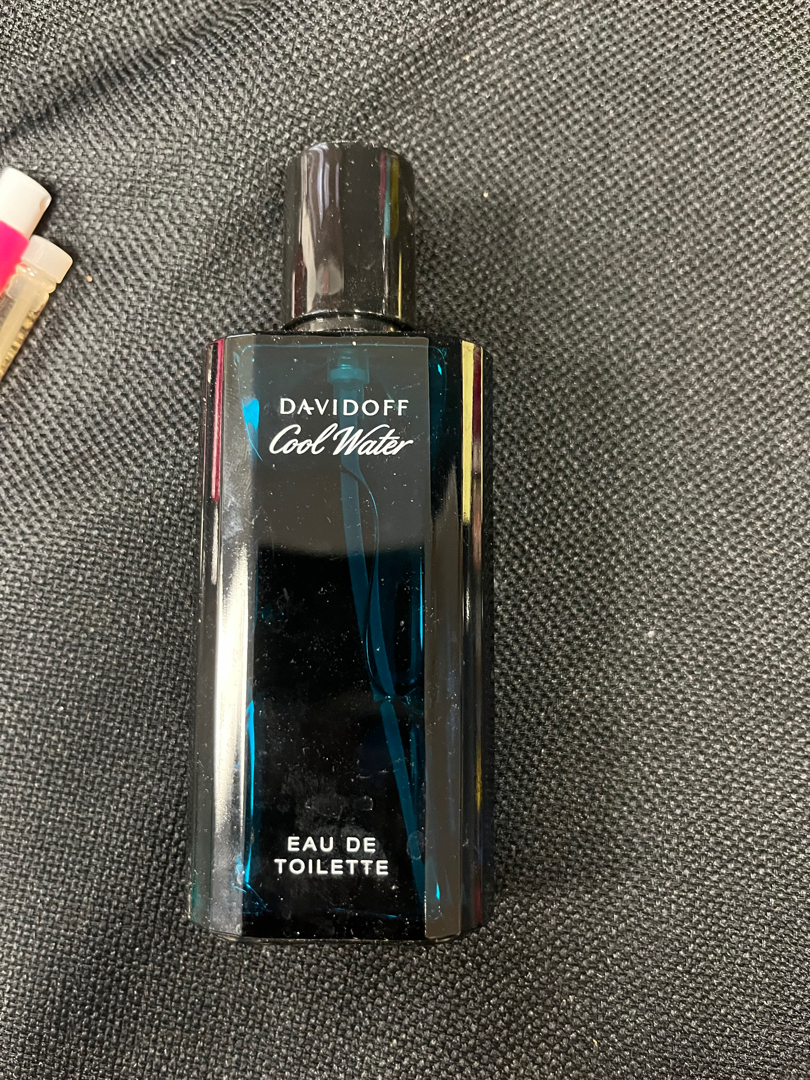 DAVIDOFF
Cool Water
EAU DE
TOILETTE